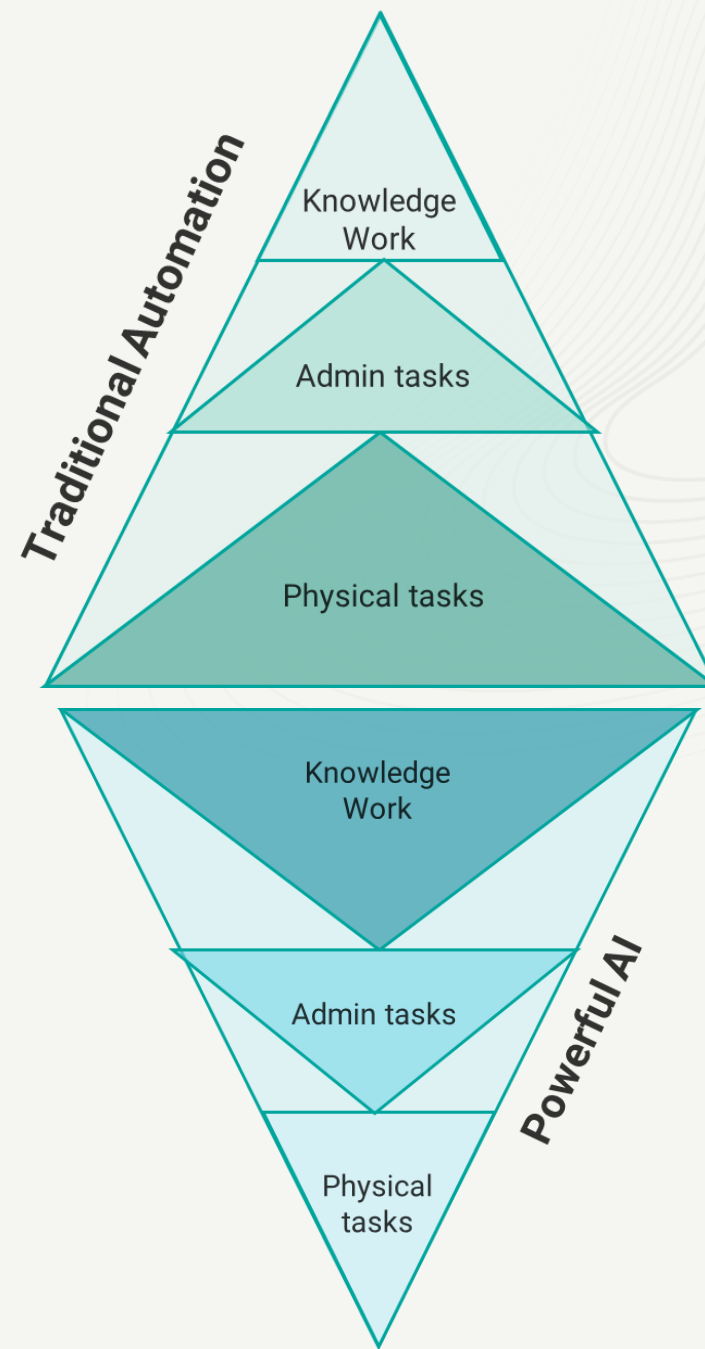 Traditional Automation
Knowledge
Work
Admin tasks
Physical tasks
Knowledge
Work
Admin tasks
Powerful AI
Physical
tasks